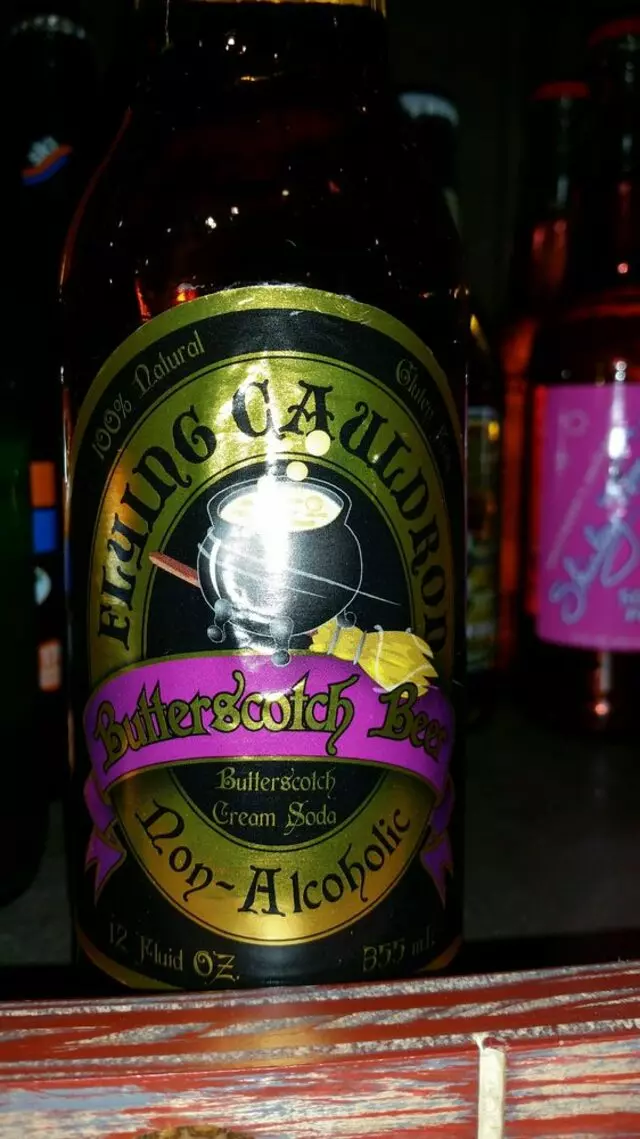 100% Natural
Gluten
FLYING CAULDRON
Butterscotch Beer
Butterscotch
Cream Soda
Non-Alcoholic
12 Fluid OZ.
355 mL